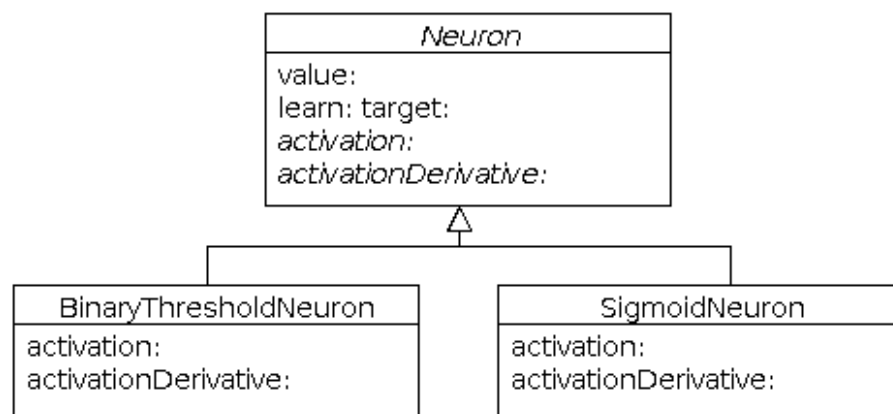 Neuron
value:
learn: target:
activation:
activationDerivative:
BinaryThresholdNeuron
activation:
activationDerivative:
SigmoidNeuron
activation:
activationDerivative: